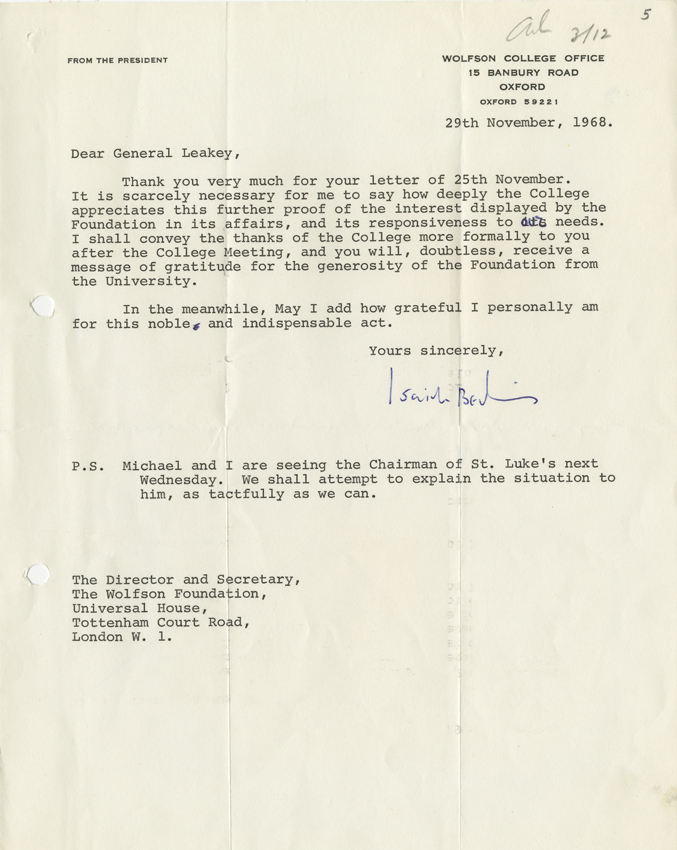 5
2/12
FROM THE PRESIDENT
WOLFSON COLLEGE OFFICE
15 BANBURY ROAD
OXFORD
OXFORD 59221
29th November, 1968.
Dear General Leakey,
Thank you very much for your letter of 25th November.
It is scarcely necessary for me to say how deeply the College
appreciates this further proof of the interest displayed by the
Foundation in its affairs, and its responsiveness to needs.
I shall convey the thanks of the College more formally to you
after the College Meeting, and you will, doubtless, receive a
message of gratitude for the generosity of the Foundation from
the University.
In the meanwhile, May I add how grateful I personally am
for this noble and indispensable act.
Yours sincerely,
Isaiah Berlin
P.S. Michael and I are seeing the Chairman of St. Luke's next
Wednesday. We shall attempt to explain the situation to
him, as tactfully as we can.
The Director and Secretary,
The Wolfson Foundation,
Universal House,
Tottenham Court Road,
London W. 1.